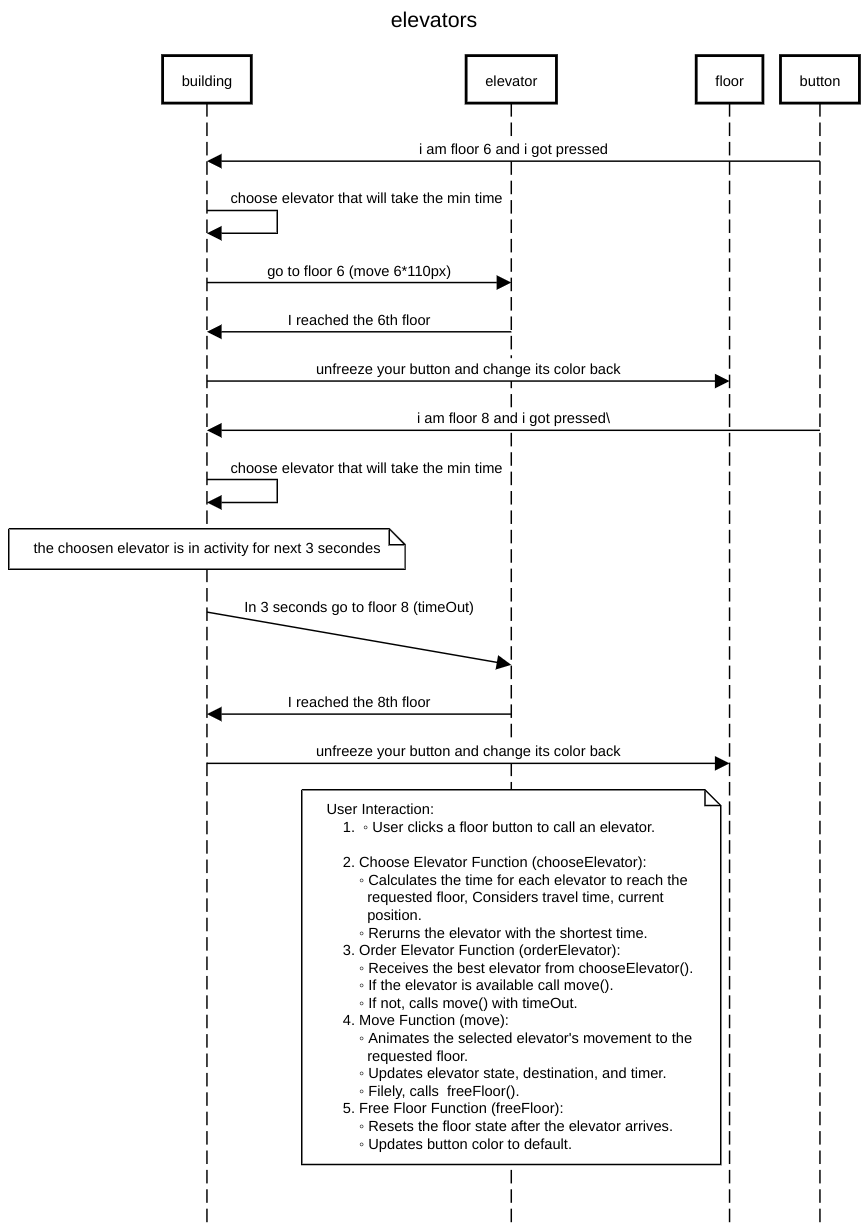 elevators
building
elevator
floor
button
i am floor 6 and i got pressed
choose elevator that will take the min time
go to floor 6 (move 6*110px)
I reached the 6th floor
unfreeze your button and change its color back
i am floor 8 and i got pressed\
choose elevator that will take the min time
the choosen elevator is in activity for next 3 secondes
In 3 seconds go to floor 8 (timeOut)
I reached the 8th floor
unfreeze your button and change its color back
User Interaction:
1. ◦ User clicks a floor button to call an elevator.
2. Choose Elevator Function (chooseElevator):
◦ Calculates the time for each elevator to reach the
requested floor, Considers travel time, current
position.
◦ Rerurns the elevator with the shortest time.
3. Order Elevator Function (orderElevator):
◦ Receives the best elevator from chooseElevator().
◦ If the elevator is available call move().
◦ If not, calls move() with timeOut.
4. Move Function (move):
◦ Animates the selected elevator's movement to the
requested floor.
◦ Updates elevator state, destination, and timer.
◦ Filely, calls  freeFloor().
5. Free Floor Function (freeFloor):
◦ Resets the floor state after the elevator arrives.
◦ Updates button color to default.